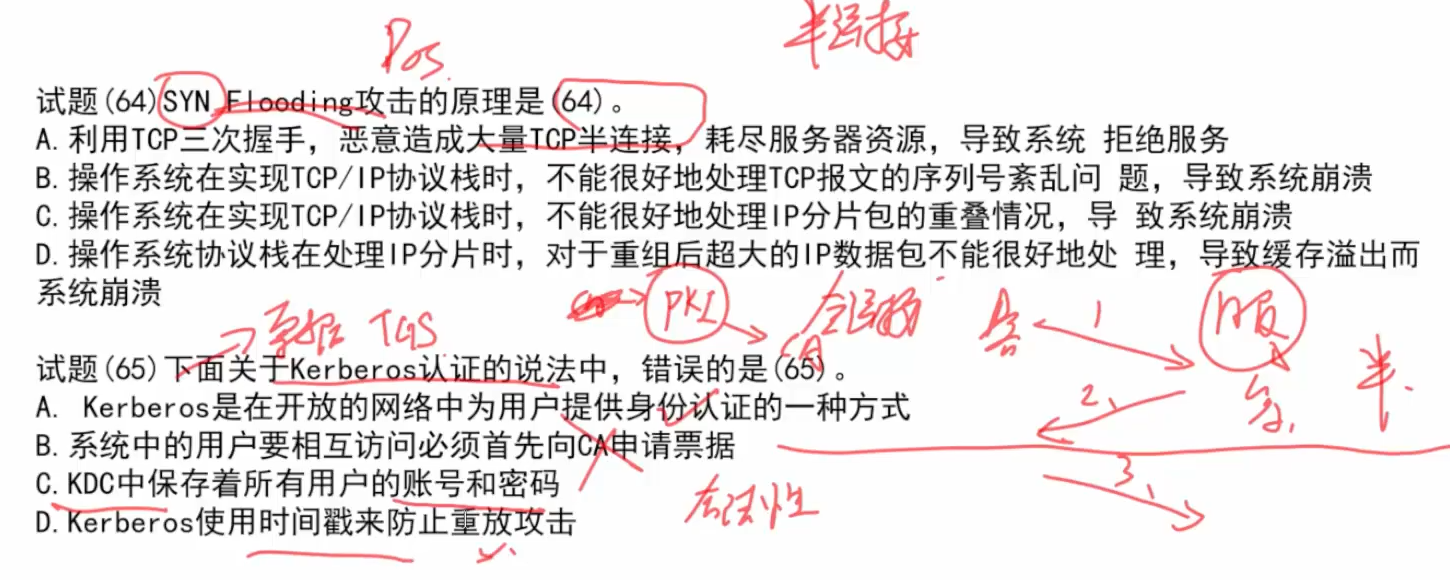 Dos
半连接
试题(64)SYN Flooding攻击的原理是(64)。
A.利用TCP三次握手，恶意造成大量TCP半连接，耗尽服务器资源，导致系统 拒绝服务
B.操作系统在实现TCP/IP协议栈时，不能很好地处理TCP报文的序列号紊乱问 题，导致系统崩溃
C.操作系统在实现TCP/IP协议栈时，不能很好地处理IP分片包的重叠情况，导 致系统崩溃
D.操作系统协议栈在处理IP分片时，对于重组后超大的IP数据包不能很好地处 理，导致缓存溢出而
系统崩溃
票据 TGS
PKI
CA
全连接
客
1
服
试题(65)下面关于Kerberos认证的说法中，错误的是(65)。
半
2、
A. Kerberos是在开放的网络中为用户提供身份认证的一种方式
B.系统中的用户要相互访问必须首先向CA申请票据
3、
C.KDC中保存着所有用户的账号和密码
合法性
D.Kerberos使用时间戳来防止重放攻击